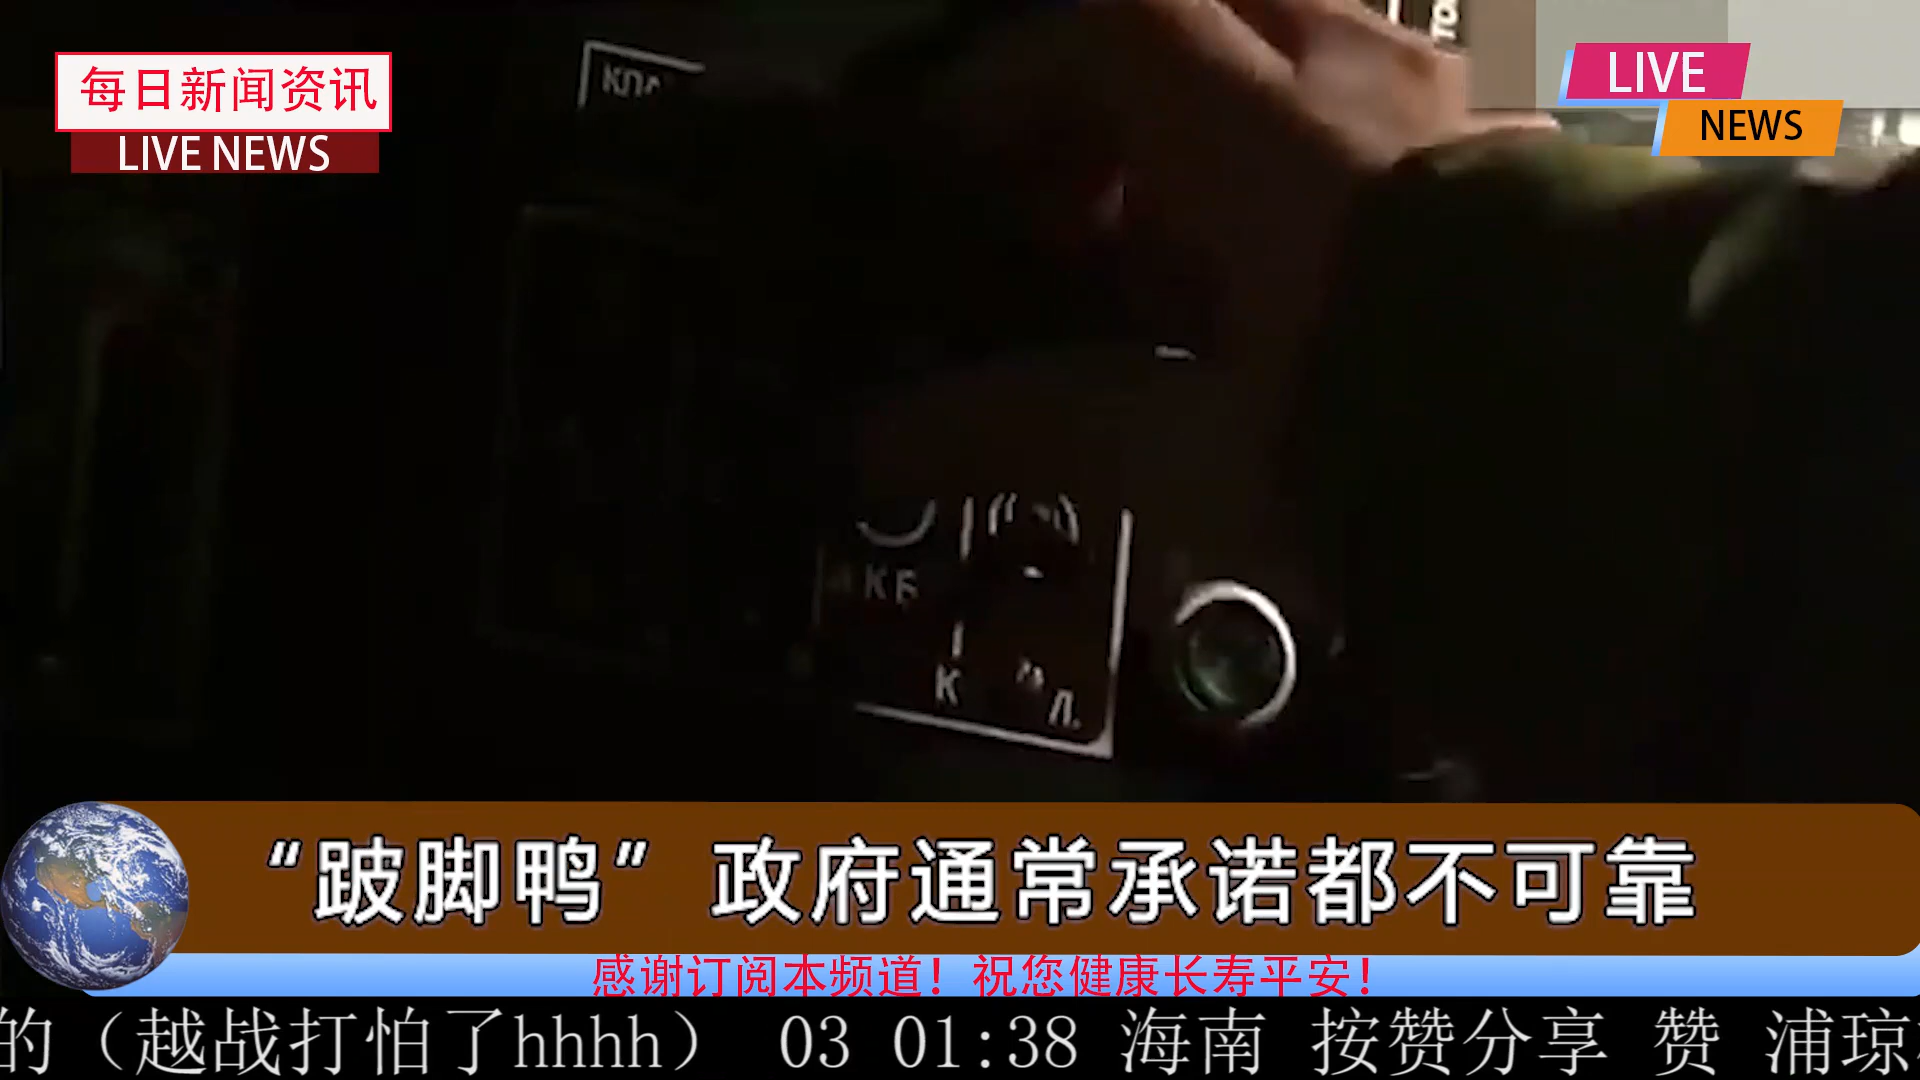 每日新闻资讯
LIVE NEWS
LIVE
NEWS
КБ
К
Л.
“跛脚鸭”政府通常承诺都不可靠
感谢订阅本频道！祝您健康长寿平安！
的（越战打怕了hhhh） 03 01:38 海南 按赞分享 赞 浦琼